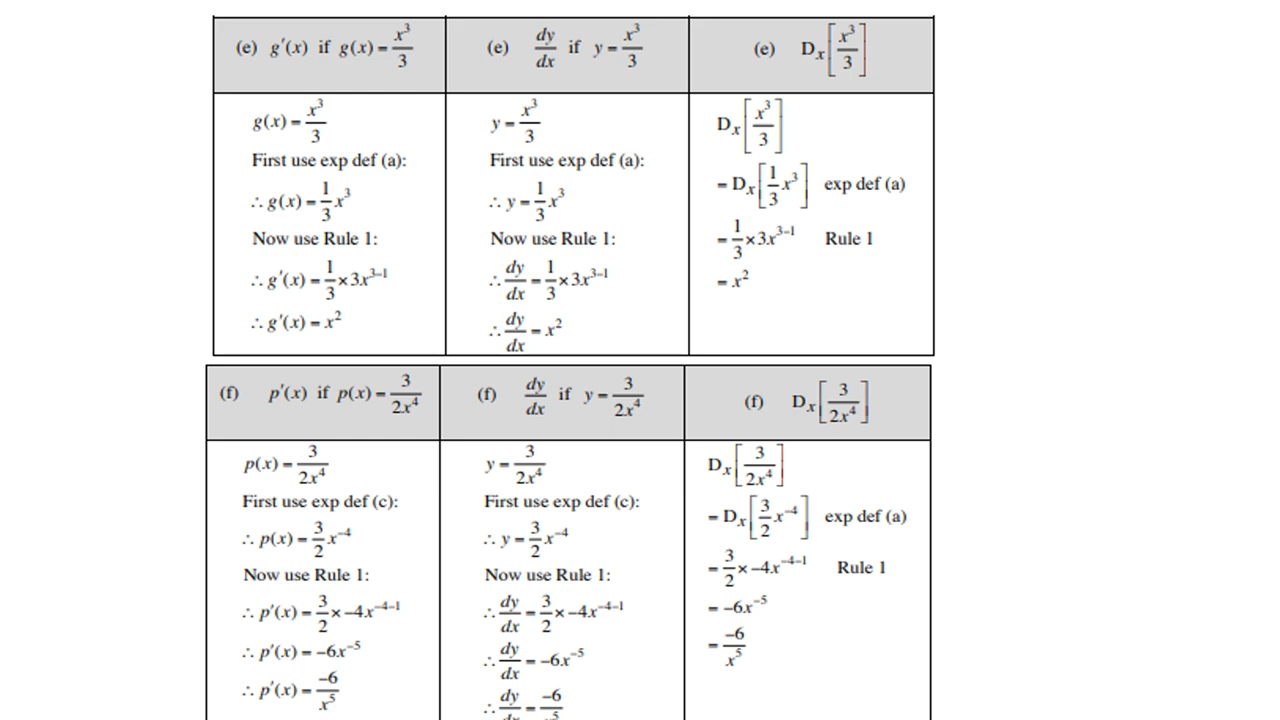 (e) g′(x) if g(x) = x³/3
g(x) = x³/3
First use exp def (a):
∴ g(x) = 1/3 x³
Now use Rule 1:
∴ g′(x) = 1/3 × 3x³⁻¹
∴ g′(x) = x²
(e) dy/dx if y = x³/3
y = x³/3
First use exp def (a):
∴ y = 1/3 x³
Now use Rule 1:
∴ dy/dx = 1/3 × 3x³⁻¹
∴ dy/dx = x²
(e) Dₓ[x³/3]
Dₓ[x³/3]
= Dₓ[1/3 x³] exp def (a)
= 1/3 × 3x³⁻¹ Rule 1
= x²
(f) p′(x) if p(x) = 3/2x⁴
p(x) = 3/2x⁴
First use exp def (c):
∴ p(x) = 3/2 x⁻⁴
Now use Rule 1:
∴ p′(x) = 3/2 × −4x⁻⁴⁻¹
∴ p′(x) = −6x⁻⁵
∴ p′(x) = −6/x⁵
(f) dy/dx if y = 3/2x⁴
y = 3/2x⁴
First use exp def (c):
∴ y = 3/2 x⁻⁴
Now use Rule 1:
∴ dy/dx = 3/2 × −4x⁻⁴⁻¹
∴ dy/dx = −6x⁻⁵
∴ dy/dx = −6
(f) Dₓ[3/2x⁴]
Dₓ[3/2x⁴]
= Dₓ[3/2 x⁻⁴] exp def (a)
= 3/2 × −4x⁻⁴⁻¹ Rule 1
= −6x⁻⁵
= −6/x⁵